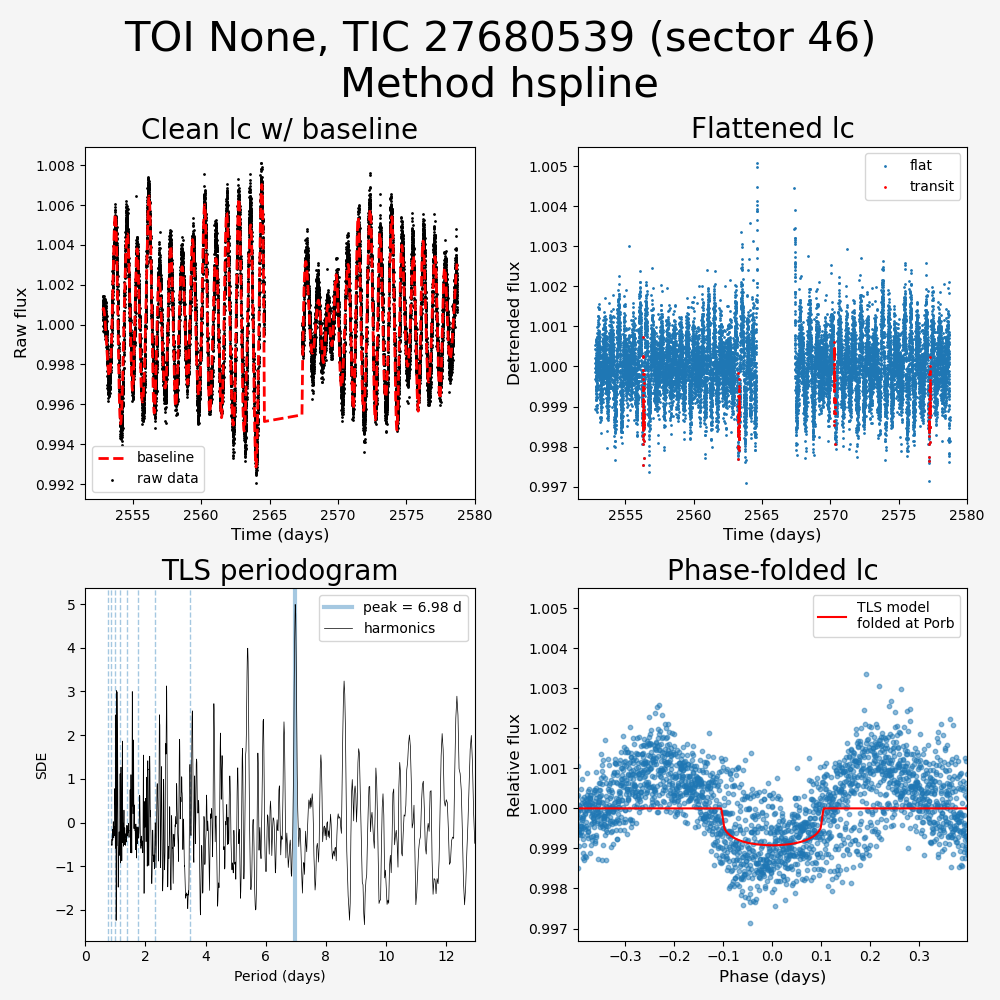 TOI None, TIC 27680539 (sector 46)
Method hspline
Clean lc w/ baseline
Raw flux
1.008
1.006
1.004
1.002
1.000
0.998
0.996
0.994
0.992
baseline
raw data
2555
2560
2565
2570
2575
2580
Time (days)
Flattened lc
Detrended flux
1.005
1.004
1.003
1.002
1.001
1.000
0.999
0.998
0.997
flat
transit
2555
2560
2565
2570
2575
2580
Time (days)
TLS periodogram
SDE
5
4
3
2
1
0
−1
−2
peak = 6.98 d
harmonics
0
2
4
6
8
10
12
Period (days)
Phase-folded lc
Relative flux
1.005
1.004
1.003
1.002
1.001
1.000
0.999
0.998
0.997
TLS model
folded at Porb
−0.3
−0.2
−0.1
0.0
0.1
0.2
0.3
Phase (days)